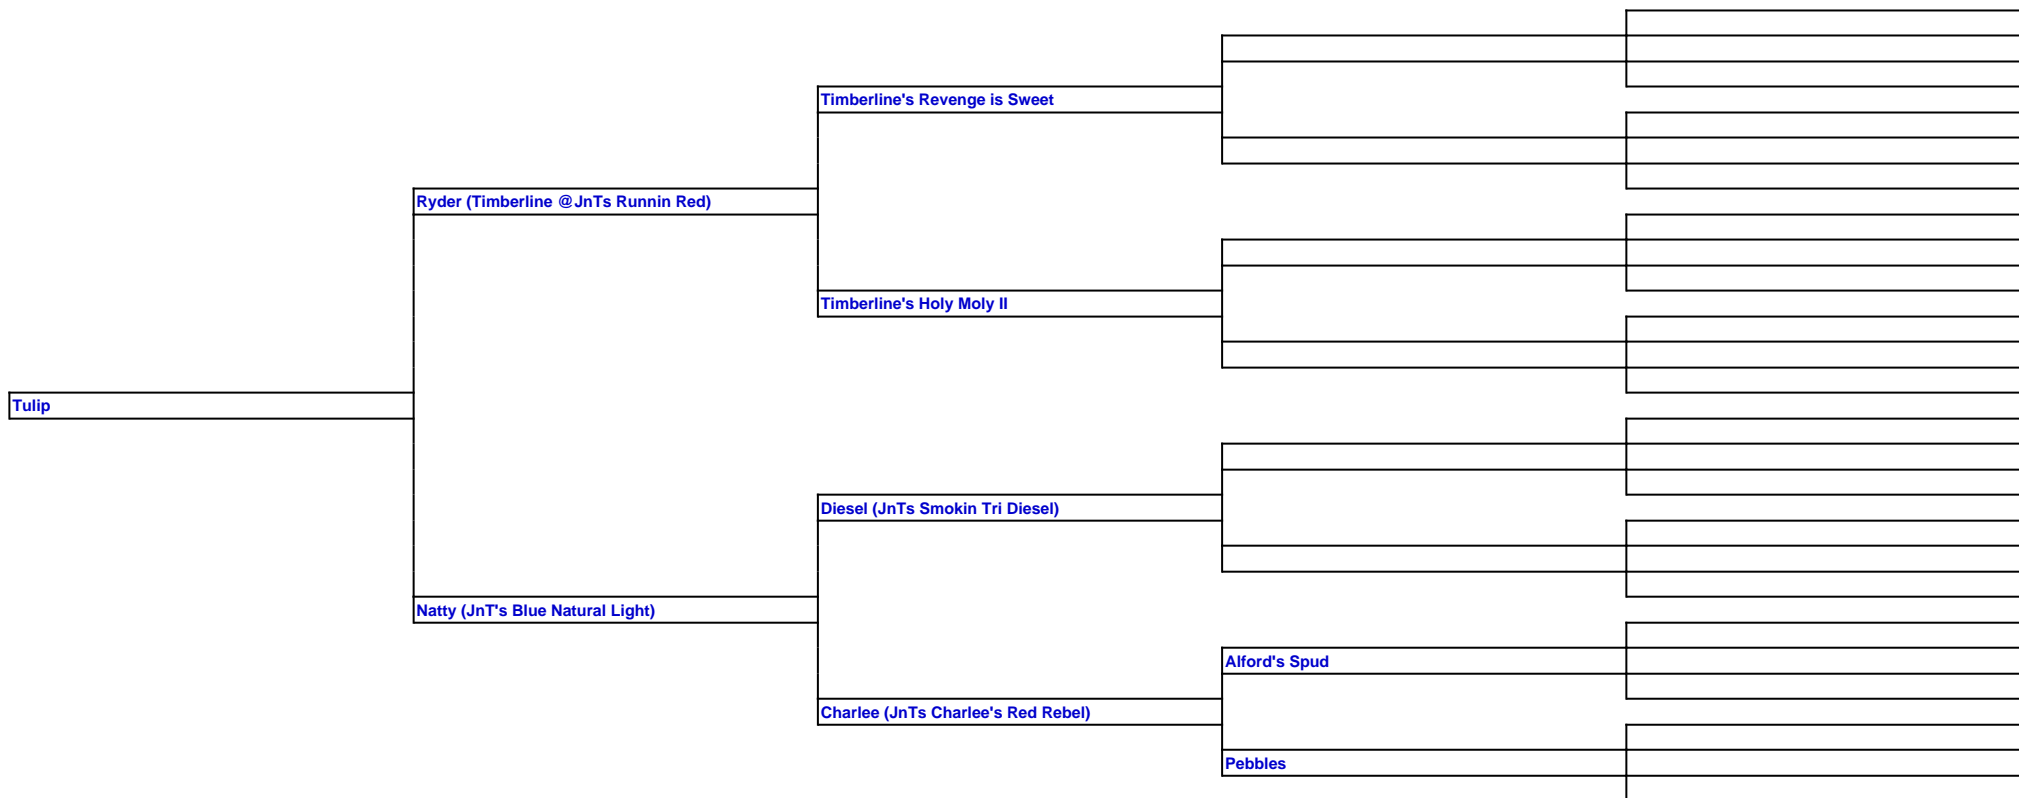 Timberline's Revenge is Sweet
Ryder (Timberline @JnTs Runnin Red)
Timberline's Holy Moly II
Tulip
Diesel (JnTs Smokin Tri Diesel)
Natty (JnT's Blue Natural Light)
Alford's Spud
Charlee (JnTs Charlee's Red Rebel)
Pebbles